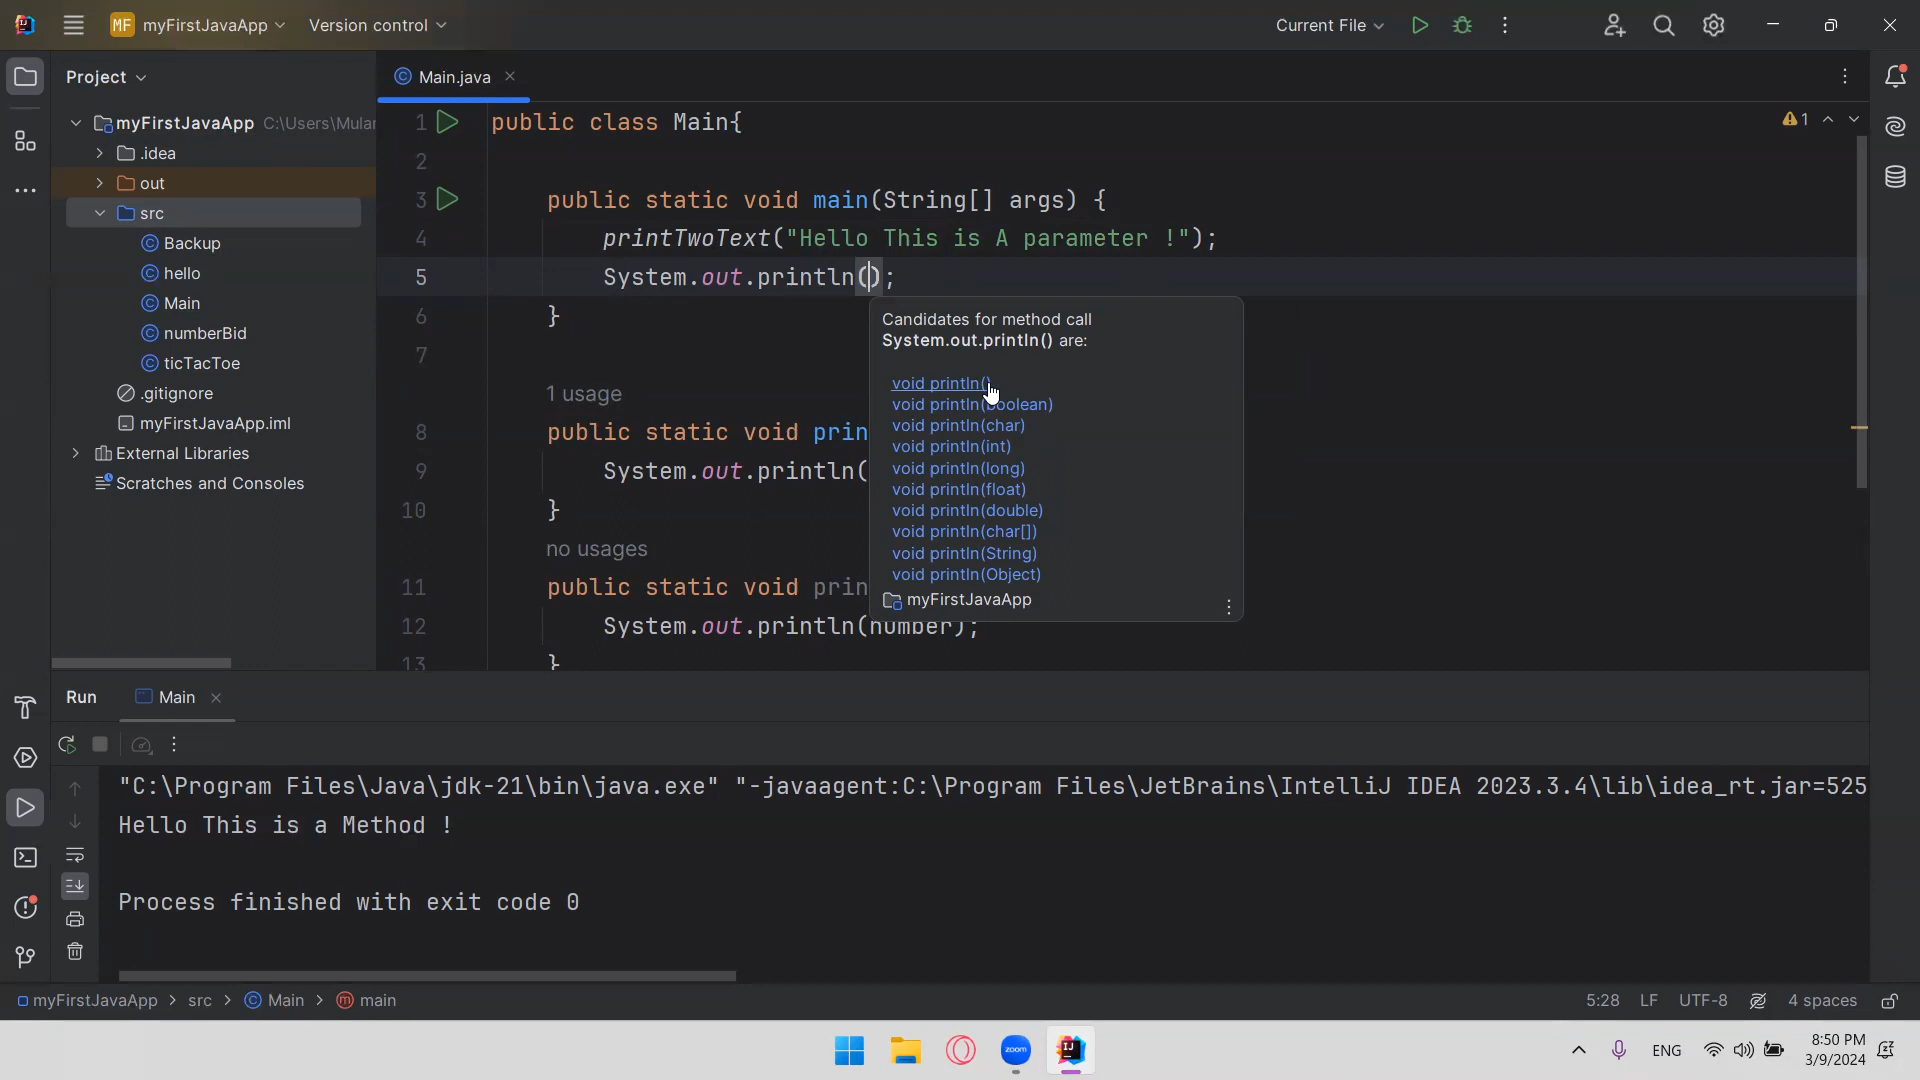 MF myFirstJavaApp Version control Current File
Project
myFirstJavaApp C:\Users\Mular
.idea
out
src
Backup
hello
Main
numberBid
ticTacToe
.gitignore
myFirstJavaApp.iml
External Libraries
Scratches and Consoles
Main.java
1
1 public class Main{
2
3 public static void main(String[] args) {
4 printTwoText("Hello This is A parameter !");
5 System.out.println();
6 }
7
1 usage
8 public static void prin
9 System.out.println(
10 }
no usages
11 public static void prin
12 System.out.println(number);
13 }
Candidates for method call
System.out.println() are:
void println()
void println(boolean)
void println(char)
void println(int)
void println(long)
void println(float)
void println(double)
void println(char[])
void println(String)
void println(Object)
myFirstJavaApp
Run Main
"C:\Program Files\Java\jdk-21\bin\java.exe" "-javaagent:C:\Program Files\JetBrains\IntelliJ IDEA 2023.3.4\lib\idea_rt.jar=525
Hello This is a Method !
Process finished with exit code 0
myFirstJavaApp > src > Main > main
5:28 LF UTF-8 4 spaces
zoom
ENG
8:50 PM
3/9/2024